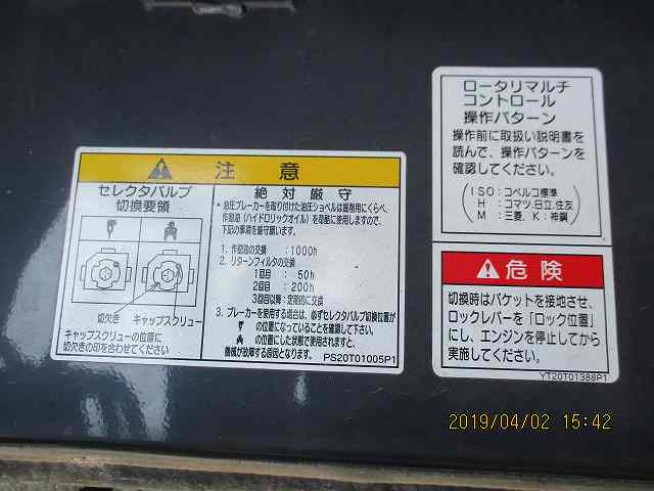 注意
セレクタバルブ
切換要領
切欠き キャップスクリュー
キャップスクリューの位置に
切欠きの印を合わせてください
絶対厳守
・油圧ブレーカーを取り付けた油圧ショベルは掘削用にくらべ、
作動油(ハイドロリックオイル)を苛酷に使用しますので、
下記の事項を厳守願います。
1. 作動油の交換 :1000h
2. リターンフィルタの交換
1回目 : 50h
2回目 : 200h
3回目以降:定期的に交換
3. ブレーカーを使用する場合は、必ずセレクタバルブ切換位置が
の位置になっていることを確認して下さい。
の位置にした状態で使用されますと、
機械が故障する原因となります。 PS20T01005P1
ロータリマルチ
コントロール
操作パターン
操作前に取扱い説明書を
読んで、操作パターンを
確認してください。
(ISO:コベルコ標準
H :コマツ、日立、住友
M :三菱、K:神鋼)
危険
切換時はバケットを接地させ、
ロックレバーを「ロック位置」
にし、エンジンを停止してから
実施してください。
YT20T01388P1
2019/04/02 15:42